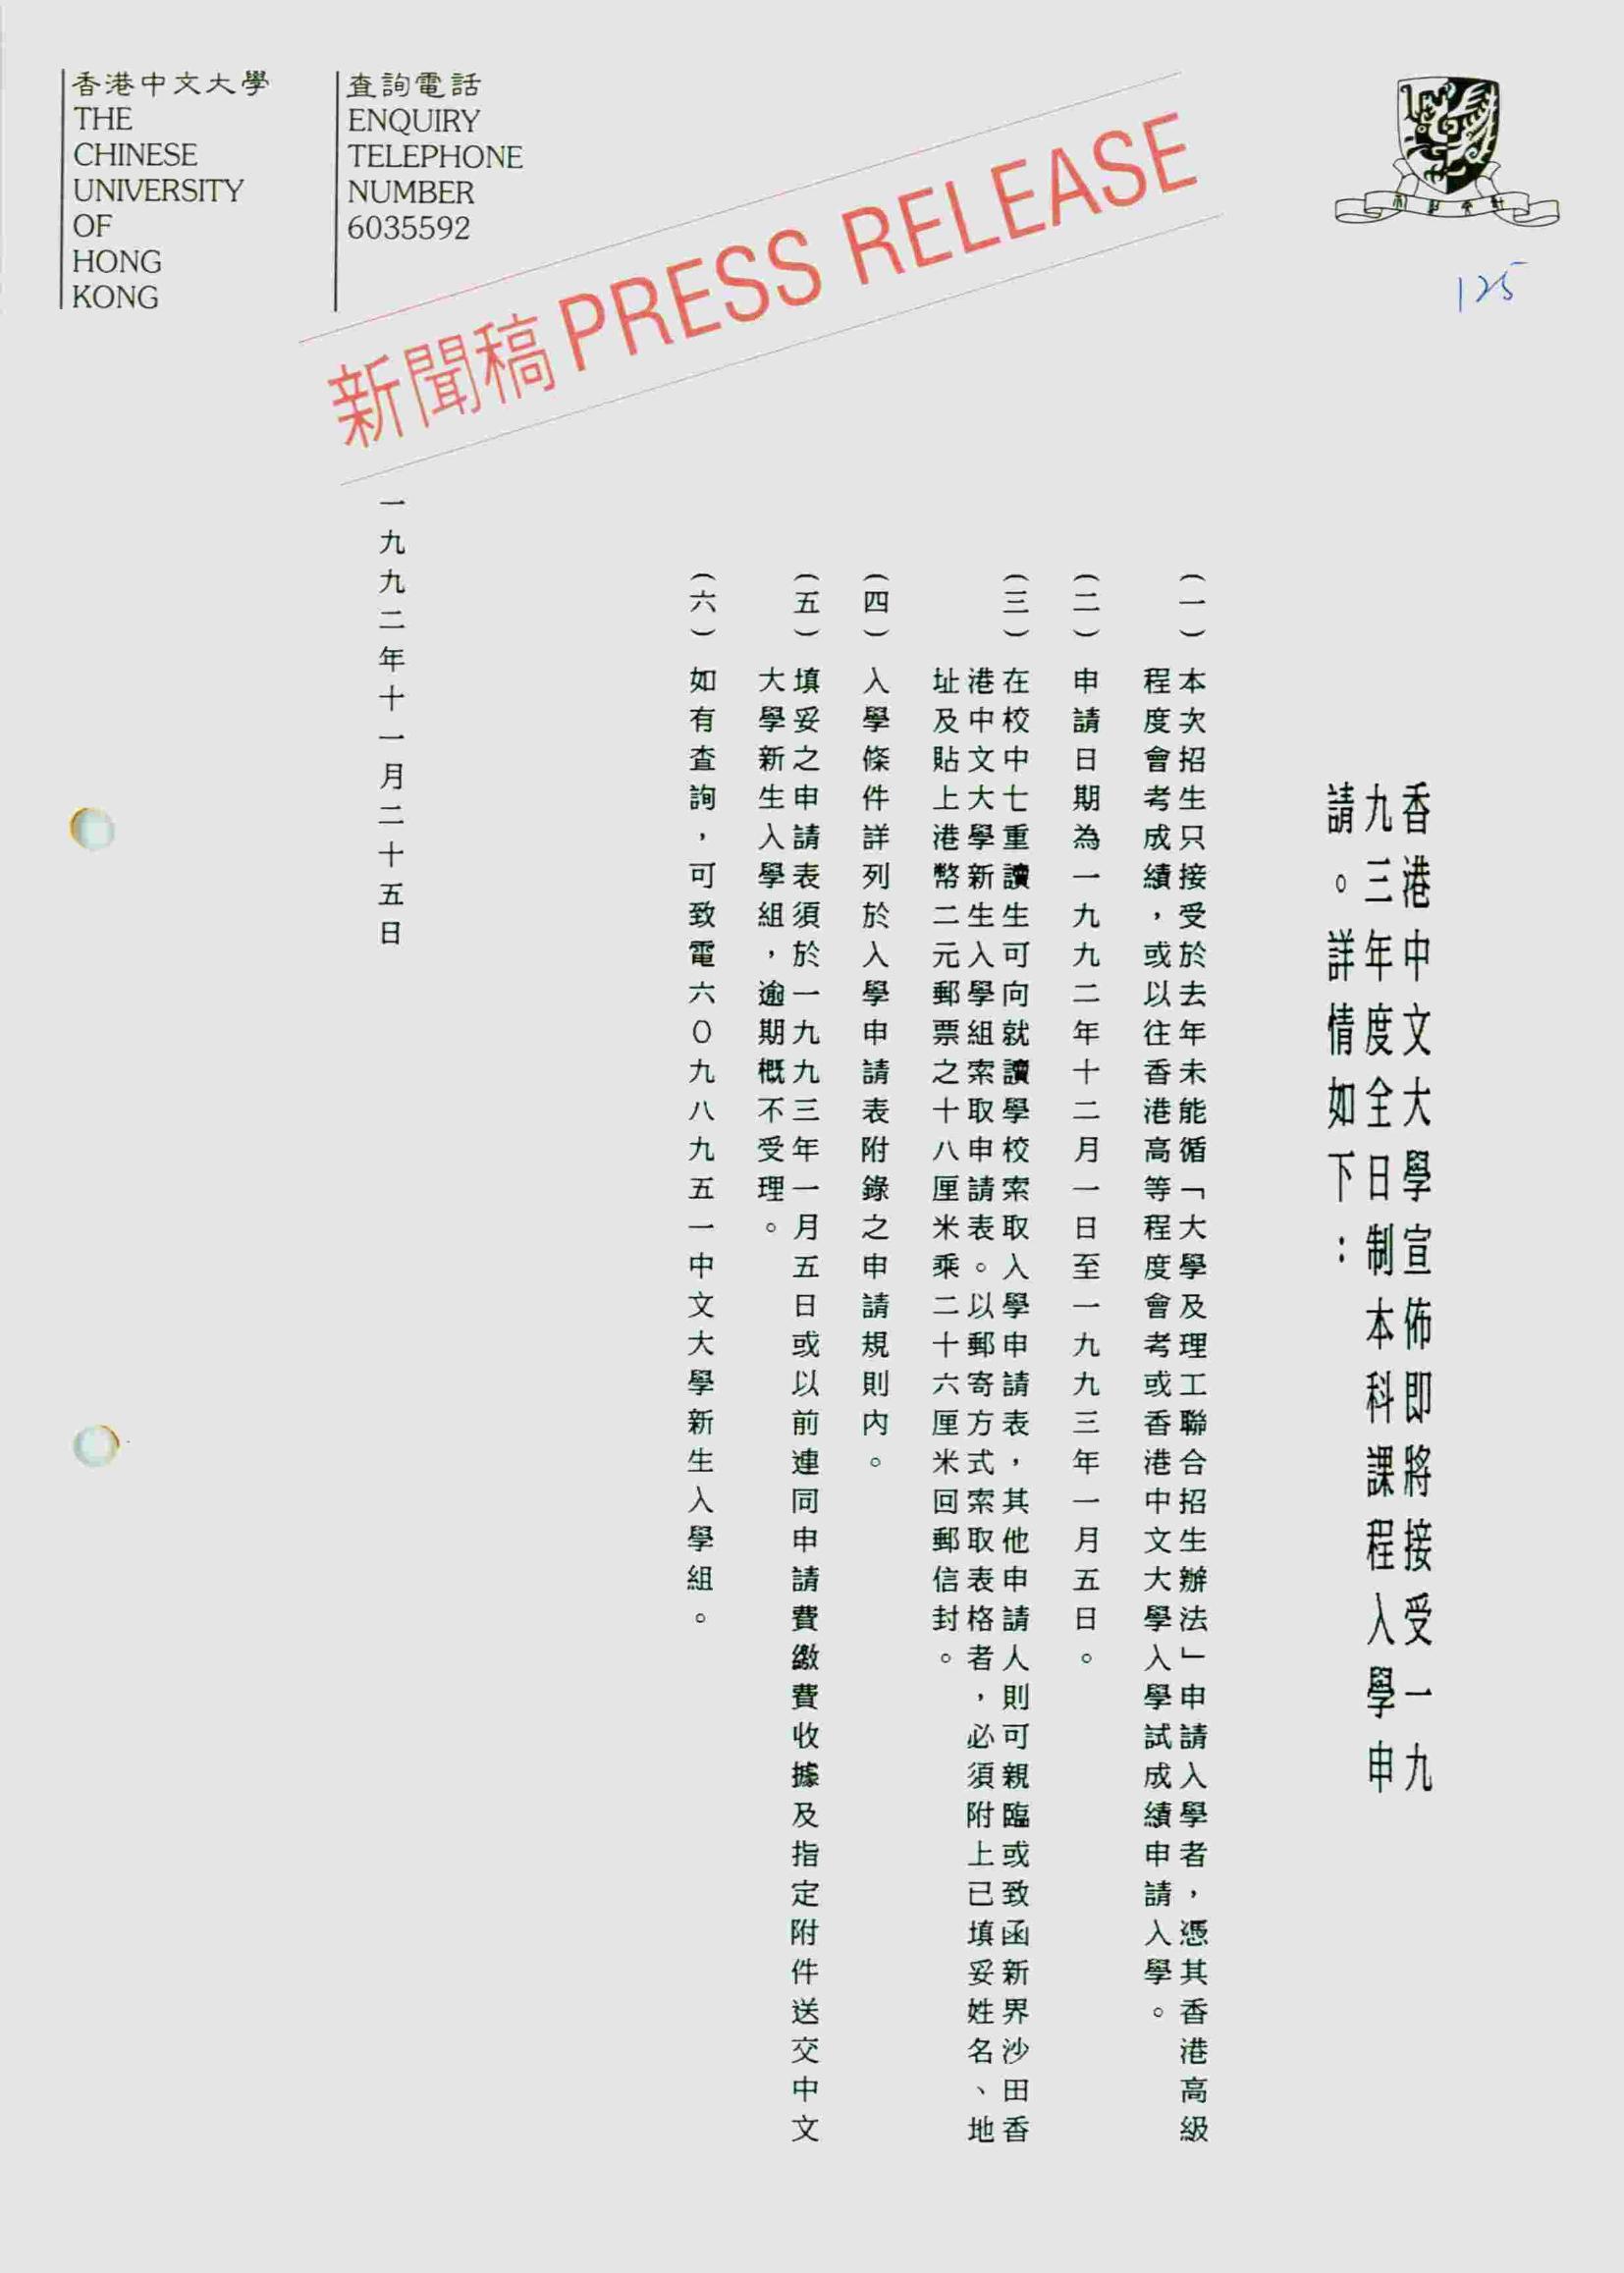 香港中文大學
THE
CHINESE
UNIVERSITY
OF
HONG
KONG
查詢電話
ENQUIRY
TELEPHONE
NUMBER
6035592
新聞稿 PRESS RELEASE
125
香港中文大學宣佈即將接受一九
九三年度全日制本科課程入學申
請。詳情如下：
(一) 本次招生只接受於去年未能循「大學及理工聯合招生辦法」申請入學者，憑其香港高級
程度會考成績，或以往香港高等程度會考或香港中文大學入學試成績申請入學。
(二) 申請日期為一九九二年十二月一日至一九九三年一月五日。
(三) 在校中七重讀生可向就讀學校索取入學申請表，其他申請人則可親臨或致函新界沙田香
港中文大學新生入學組索取申請表。以郵寄方式索取表格者，必須附上已填妥姓名、地
址及貼上港幣二元郵票之十八厘米乘二十六厘米回郵信封。
(四) 入學條件詳列於入學申請表附錄之申請規則內。
(五) 填妥之申請表須於一九九三年一月五日或以前連同申請費繳費收據及指定附件送交中文
大學新生入學組，逾期概不受理。
(六) 如有查詢，可致電六〇九八九五一中文大學新生入學組。
一九九二年十一月二十五日